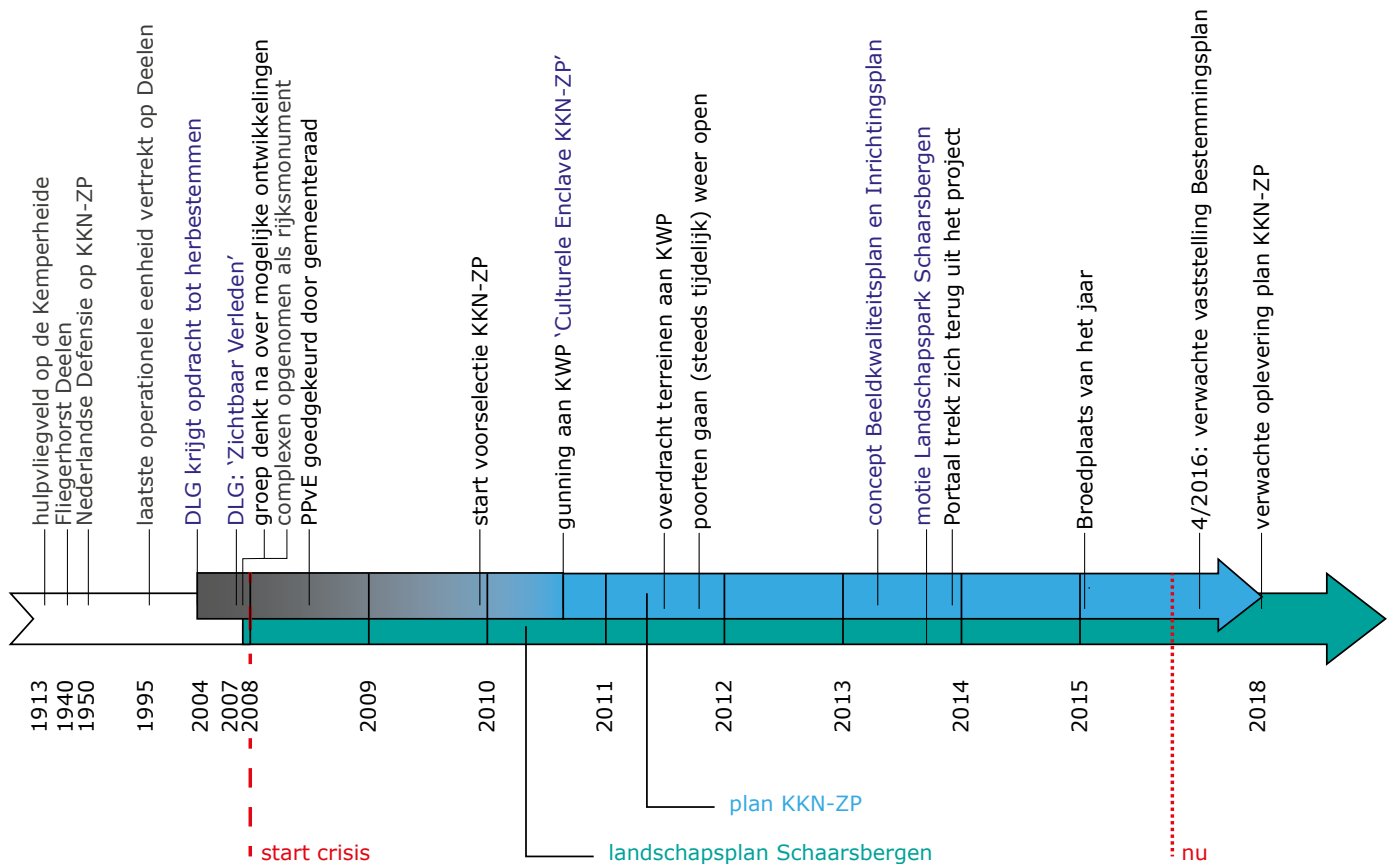 hulpvliegveld op de Kemperheide
Fliegerhorst Deelen
Nederlandse Defensie op KKN-ZP
laatste operationele eenheid vertrekt op Deelen
DLG krijgt opdracht tot herbestemmen
DLG: ‘Zichtbaar Verleden’
groep denkt na over mogelijke ontwikkelingen
complexen opgenomen als rijksmonument
PPvE goedgekeurd door gemeenteraad
start voorselectie KKN-ZP
gunning aan KWP ‘Culturele Enclave KKN-ZP’
overdracht terreinen aan KWP
poorten gaan (steeds tijdelijk) weer open
concept Beeldkwaliteitsplan en Inrichtingsplan
motie Landschapspark Schaarsbergen
Portaal trekt zich terug uit het project
Broedplaats van het jaar
4/2016: verwachte vaststelling Bestemmingsplan
verwachte oplevering plan KKN-ZP
1913
1940
1950
1995
2004
2007
2008
2009
2010
2011
2012
2013
2014
2015
2018
plan KKN-ZP
start crisis
landschapsplan Schaarsbergen
nu